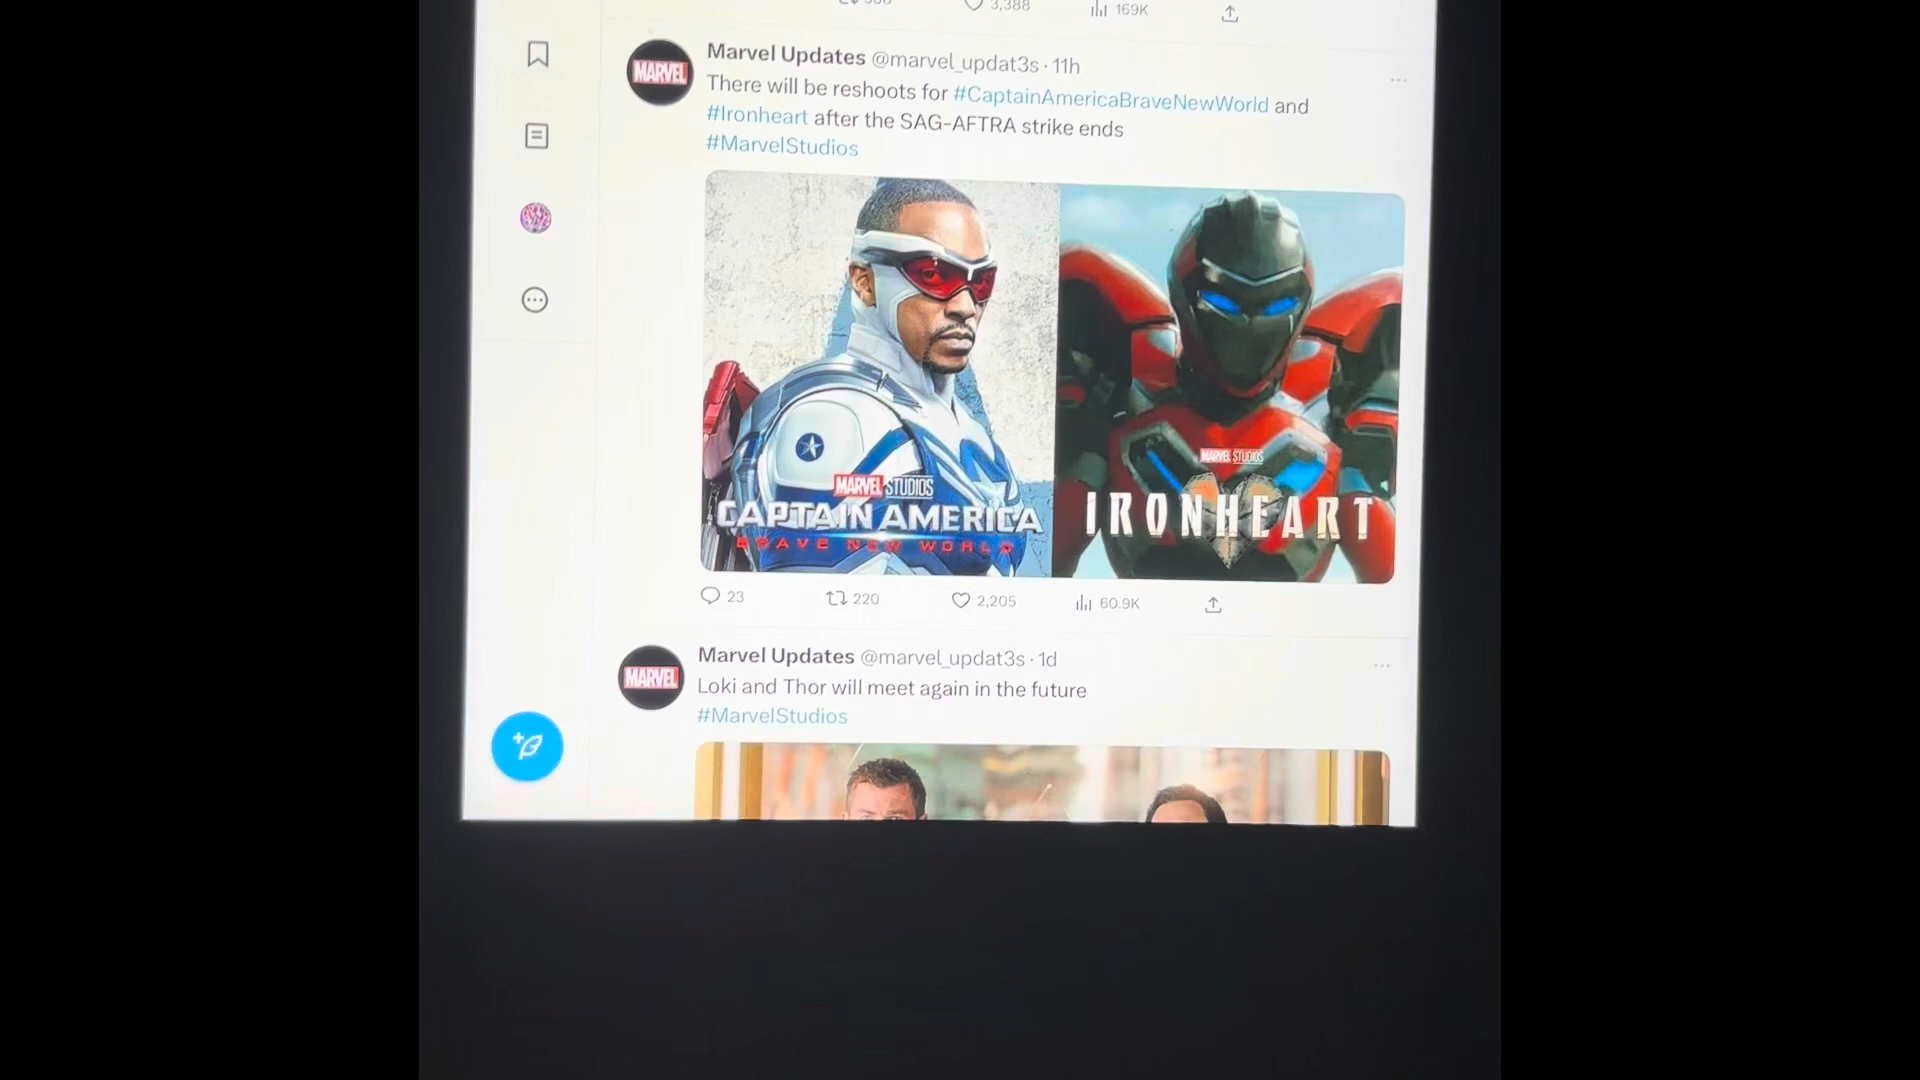 3,388 169K
MARVEL
Marvel Updates @marvel_updat3s · 11h
There will be reshoots for #CaptainAmericaBraveNewWorld and
#Ironheart after the SAG-AFTRA strike ends
#MarvelStudios
MARVEL STUDIOS
CAPTAIN AMERICA
BRAVE NEW WORLD
MARVEL STUDIOS
IRONHEART
23 220 2,205 60.9K
MARVEL
Marvel Updates @marvel_updat3s · 1d
Loki and Thor will meet again in the future
#MarvelStudios